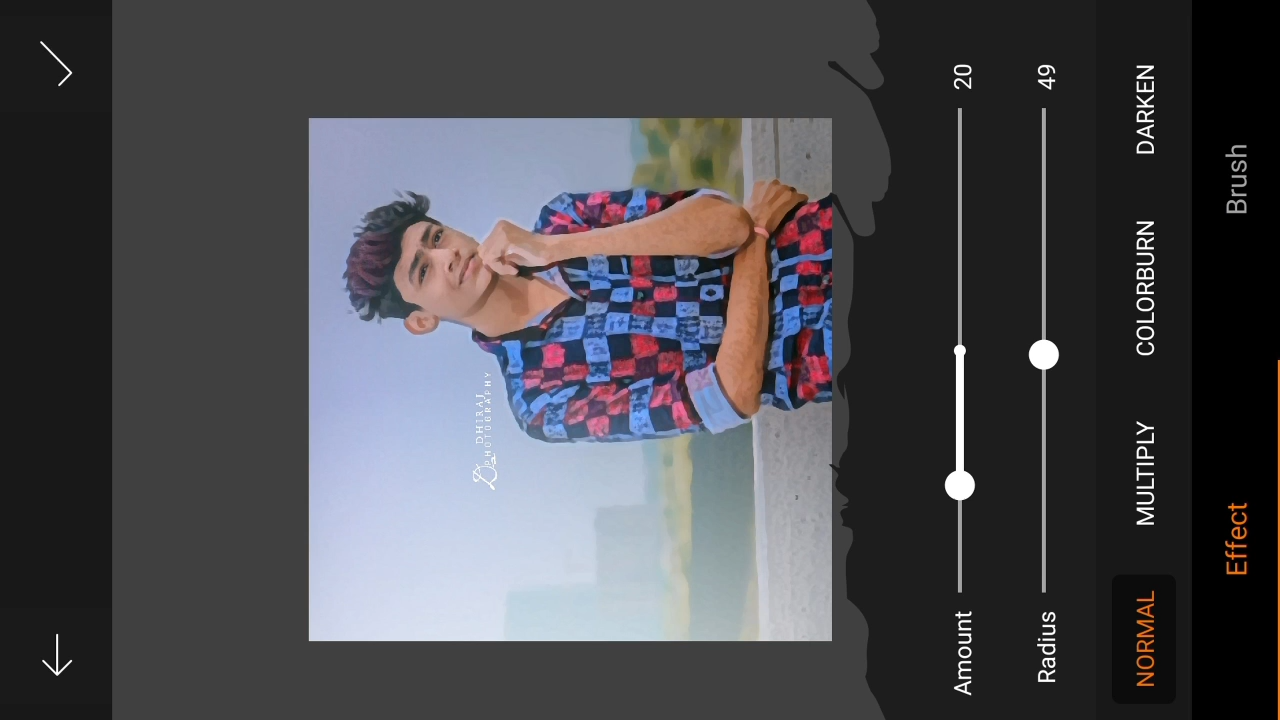 DHIRAJ
PHOTOGRAPHY
Amount 20
Radius 49
NORMAL MULTIPLY COLORBURN DARKEN
Effect Brush